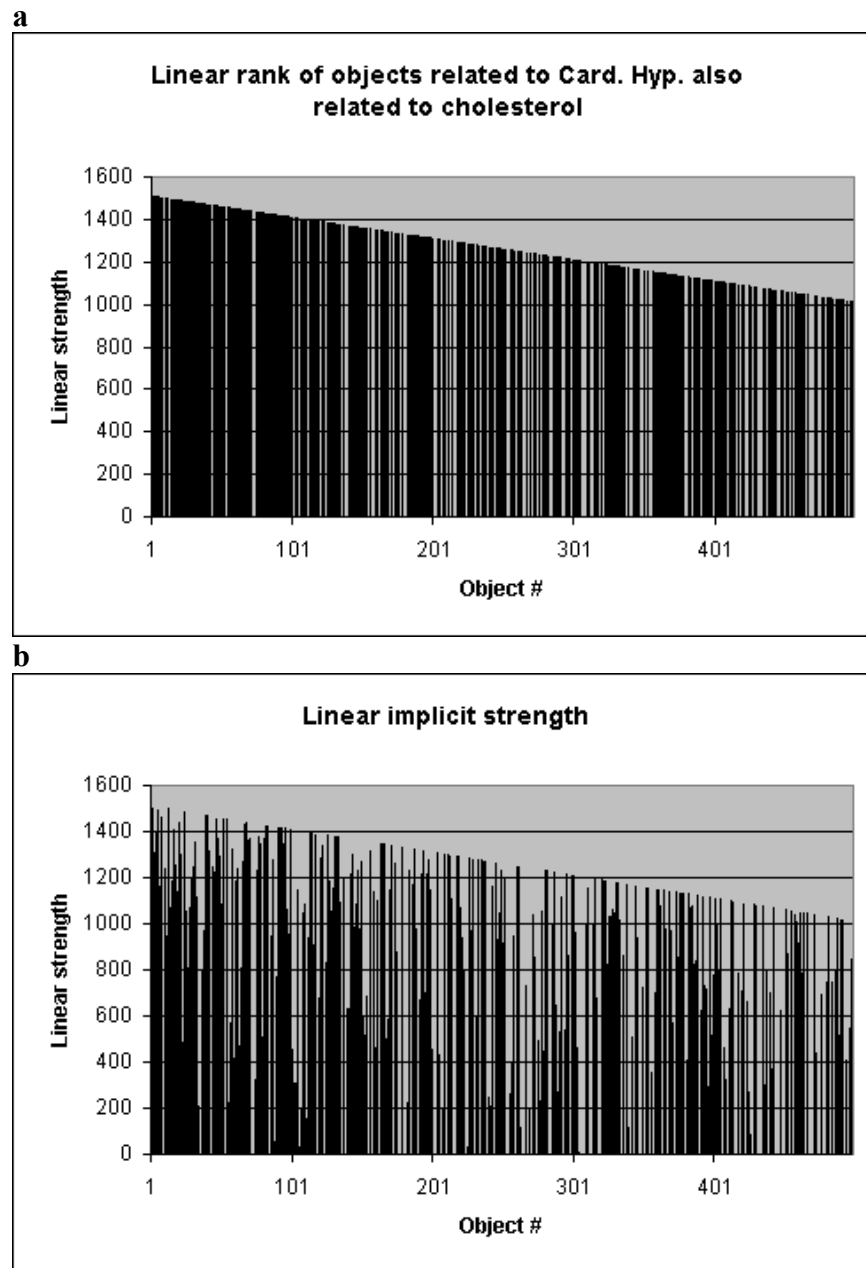 a
Linear rank of objects related to Card. Hyp. also
related to cholesterol
1600
1400
1200
1000
800
600
400
200
0
Linear strength
1 101 201 301 401
Object #
b
Linear implicit strength
1600
1400
1200
1000
800
600
400
200
0
Linear strength
1 101 201 301 401
Object #